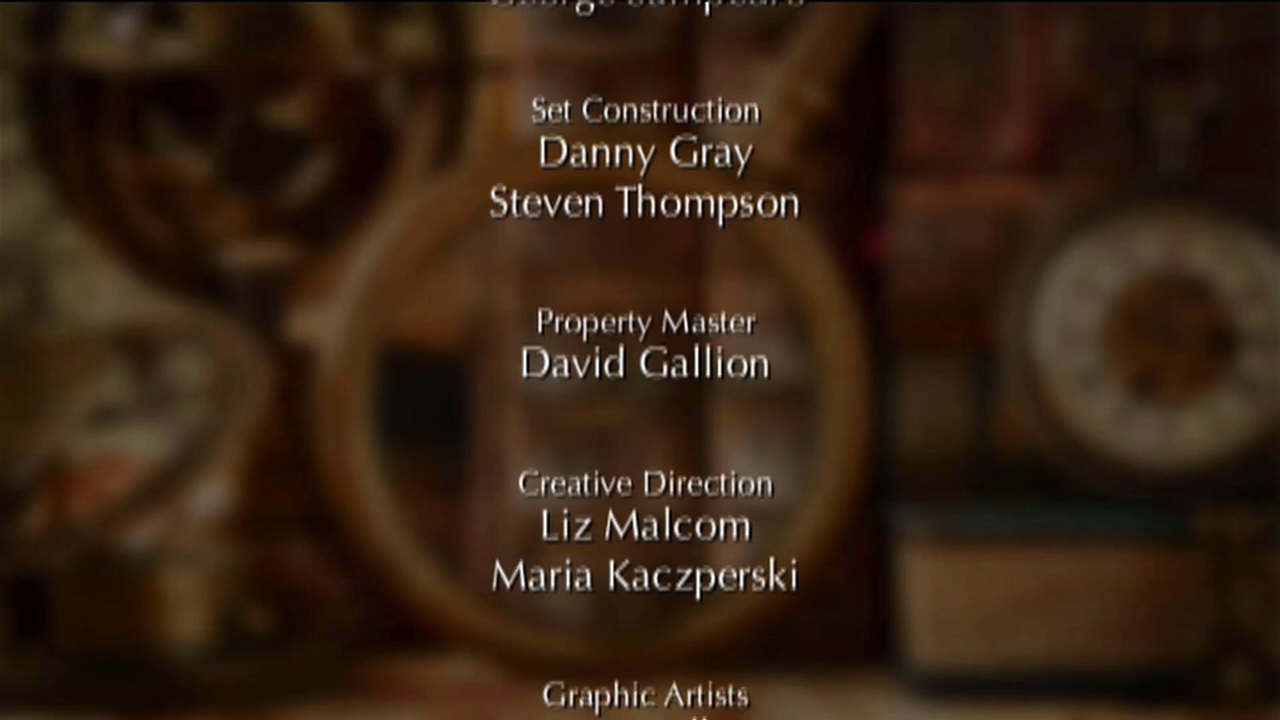 Set Construction
Danny Gray
Steven Thompson
Property Master
David Gallion
Creative Direction
Liz Malcom
Maria Kaczperski
Graphic Artists